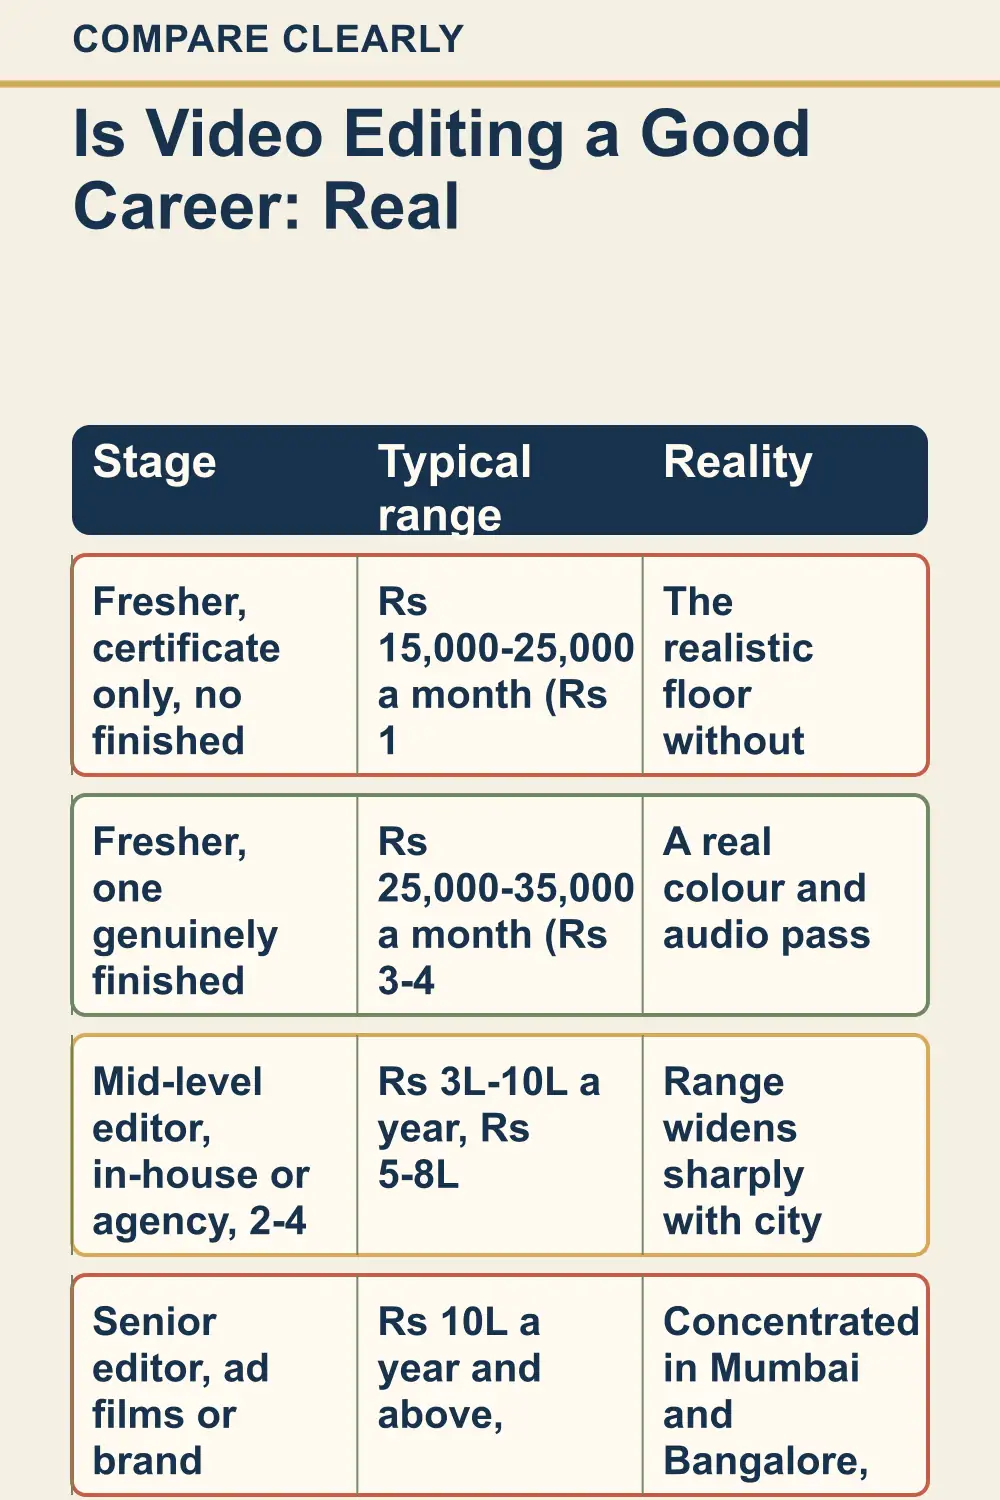 COMPARE CLEARLY
Is Video Editing a Good
Career: Real
Stage
Typical
range
Reality
Fresher,
certificate
only, no
finished
Rs
15,000-25,000
a month (Rs
1
The
realistic
floor
without
Fresher,
one
genuinely
finished
Rs
25,000-35,000
a month (Rs
3-4
A real
colour and
audio pass
Mid-level
editor,
in-house or
agency, 2-4
Rs 3L-10L a
year, Rs
5-8L
Range
widens
sharply
with city
Senior
editor, ad
films or
brand
Rs 10L a
year and
above,
Concentrated
in Mumbai
and
Bangalore,